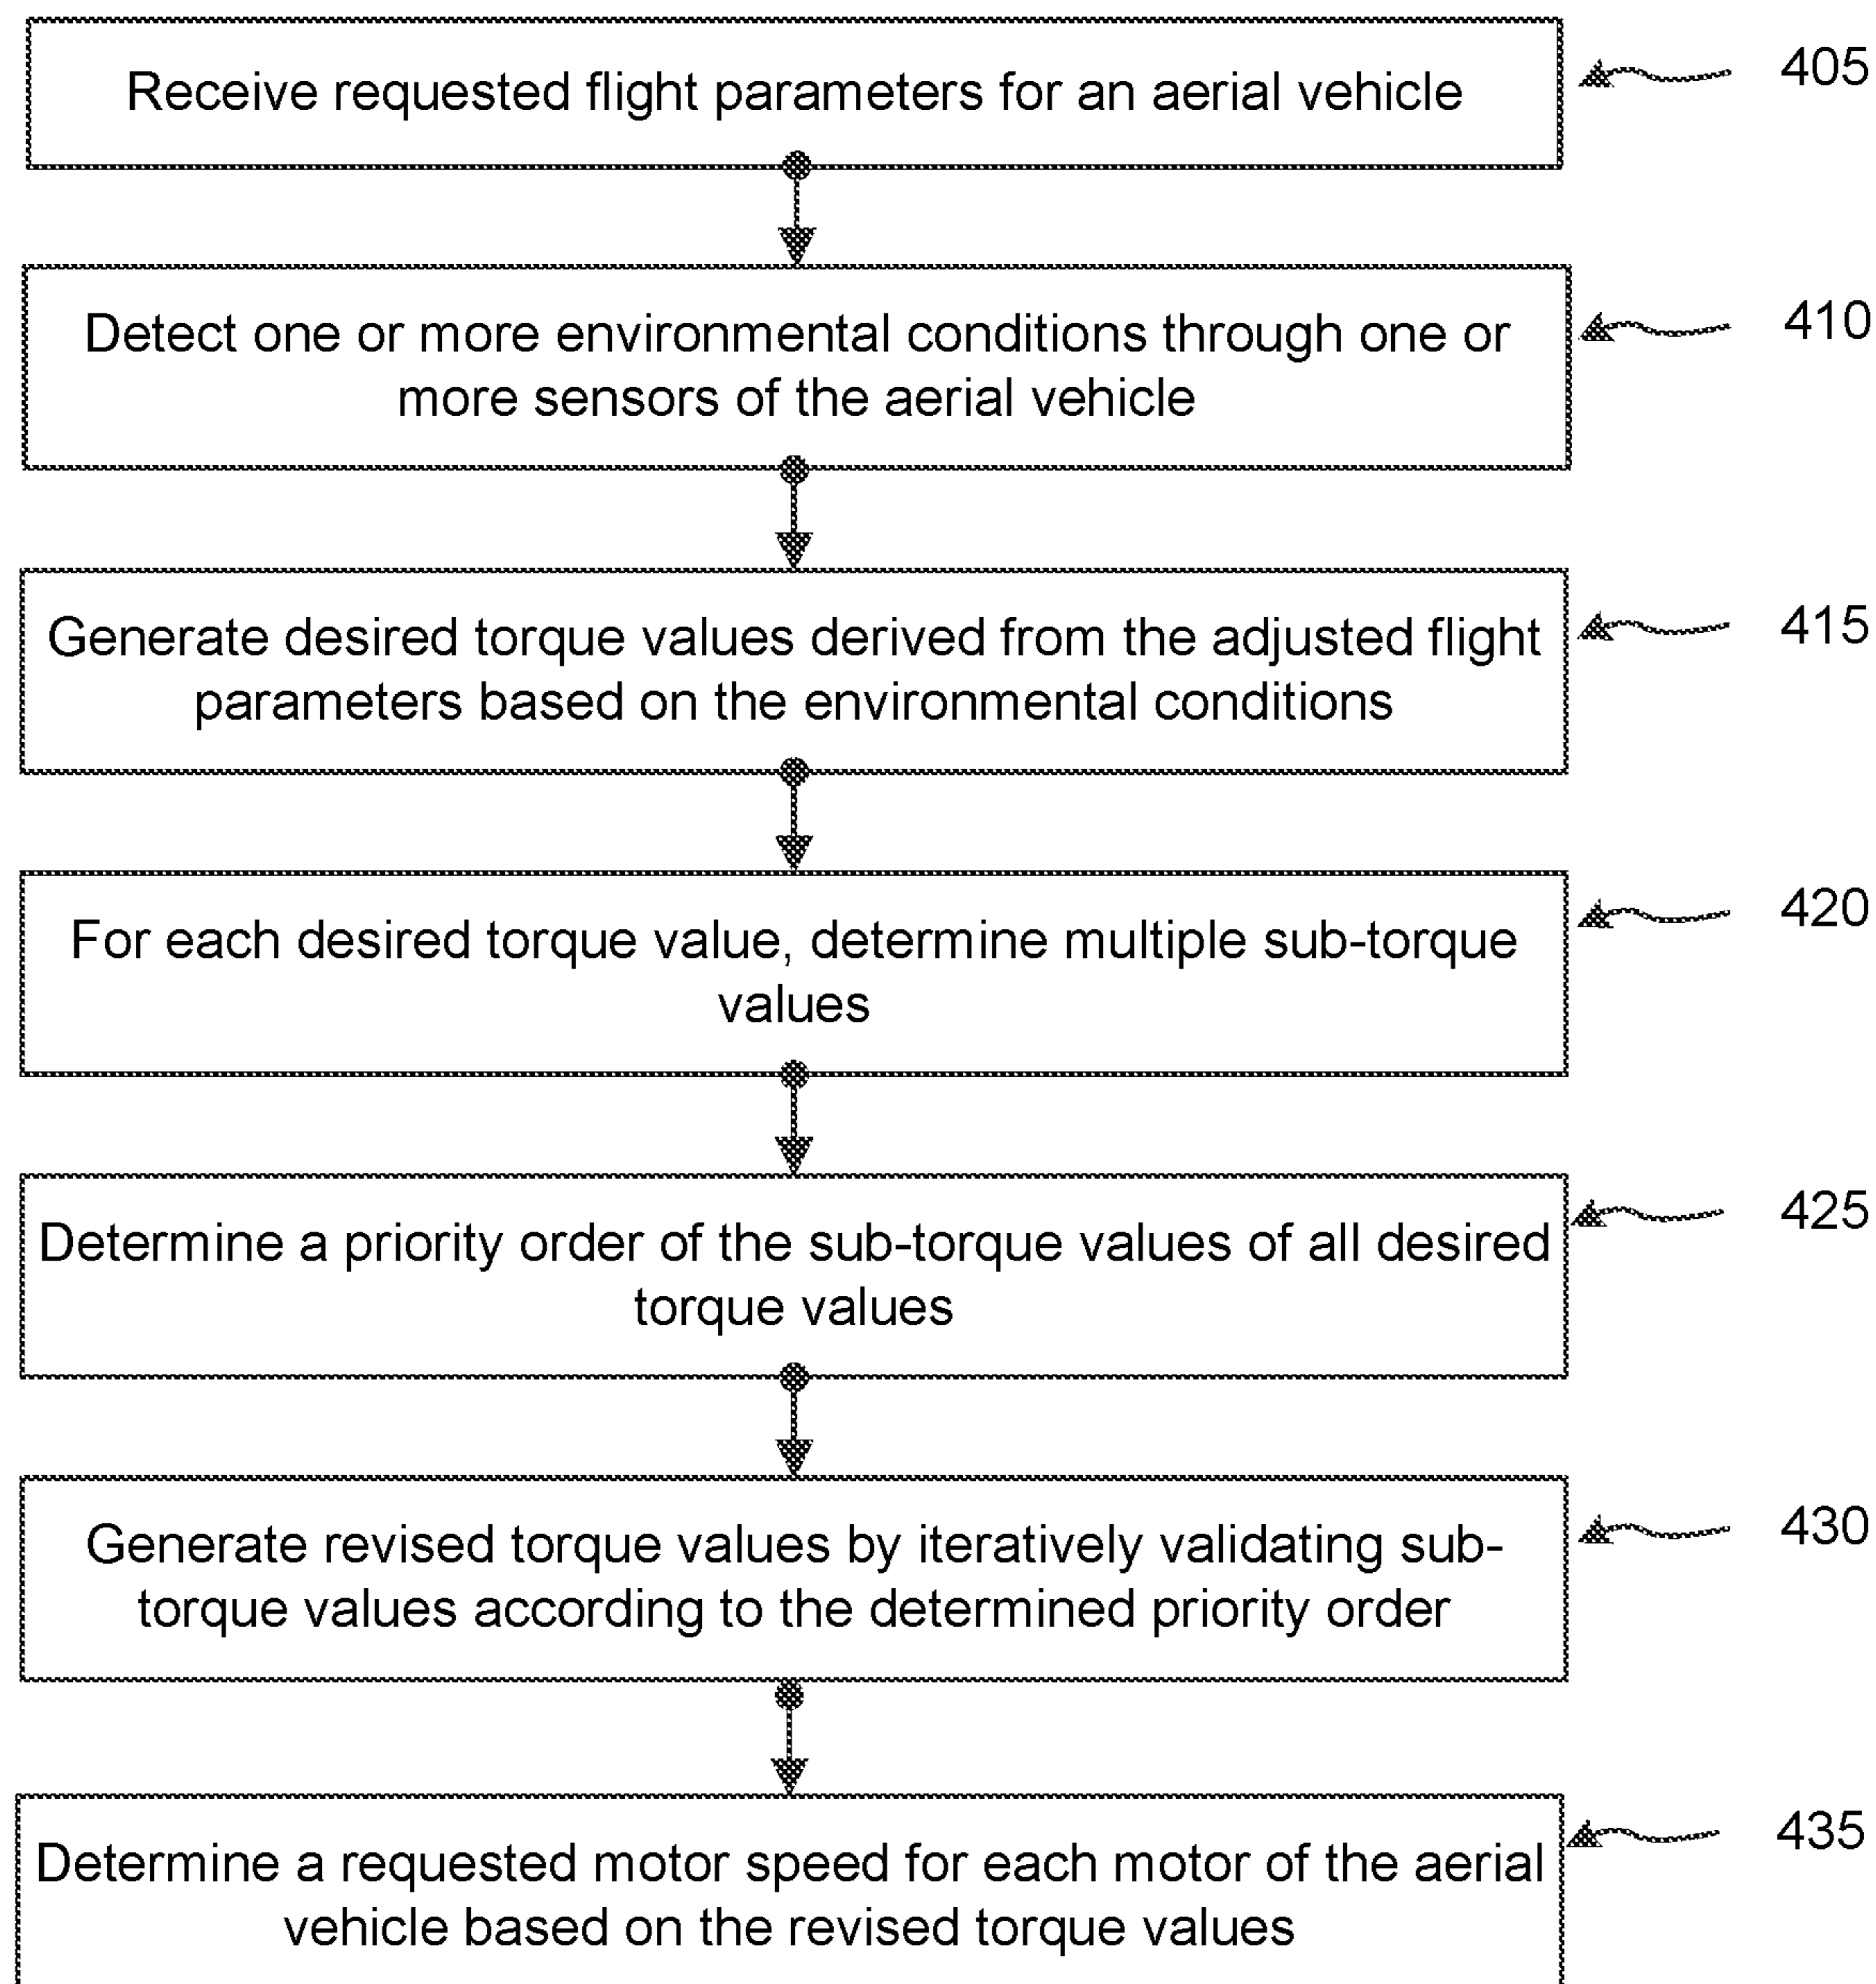 Receive requested flight parameters for an aerial vehicle
405
Detect one or more environmental conditions through one or
more sensors of the aerial vehicle
410
Generate desired torque values derived from the adjusted flight
parameters based on the environmental conditions
415
For each desired torque value, determine multiple sub-torque
values
420
Determine a priority order of the sub-torque values of all desired
torque values
425
Generate revised torque values by iteratively validating sub-
torque values according to the determined priority order
430
Determine a requested motor speed for each motor of the aerial
vehicle based on the revised torque values
435